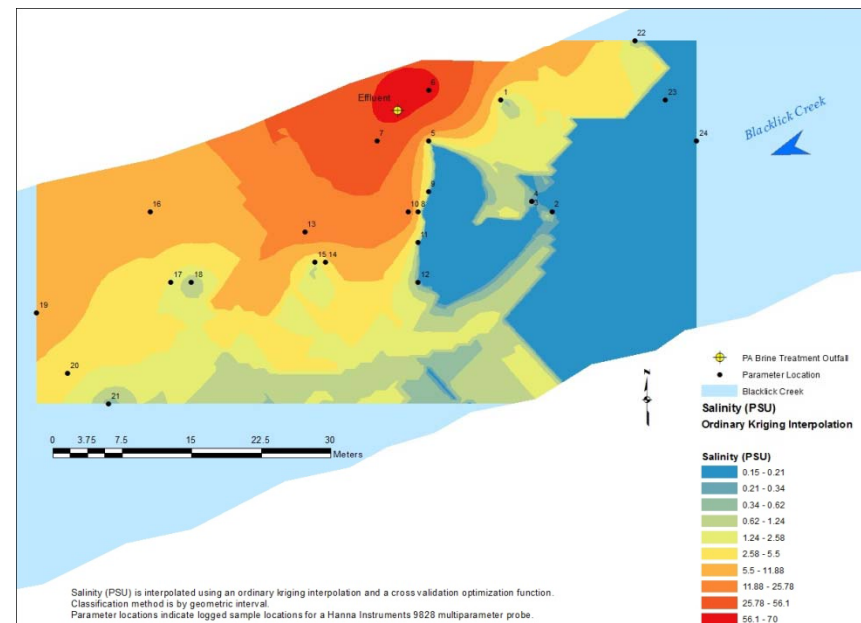 22
6
1
23
Effluent
Blacklick Creek
7
5
24
9
4
3
2
16
10
8
13
11
15
14
17
18
12
19
20
21
PA Brine Treatment Outfall
Parameter Location
Blacklick Creek
N
Salinity (PSU)
Ordinary Kriging Interpolation
0 3.75 7.5 15 22.5 30
Meters
Salinity (PSU)
0.15 - 0.21
0.21 - 0.34
0.34 - 0.62
0.62 - 1.24
1.24 - 2.58
2.58 - 5.5
5.5 - 11.88
11.88 - 25.78
25.78 - 56.1
56.1 - 70
Salinity (PSU) is interpolated using an ordinary kriging interpolation and a cross validation optimization function.
Classification method is by geometric interval.
Parameter locations indicate logged sample locations for a Hanna Instruments 9828 multiparameter probe.